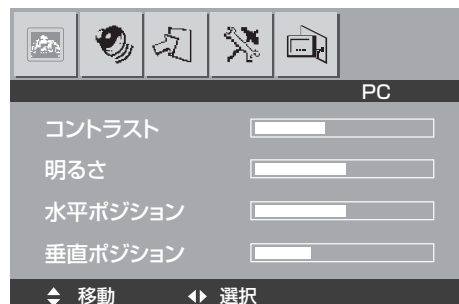 PC
コントラスト
明るさ
水平ポジション
垂直ポジション
移動 選択